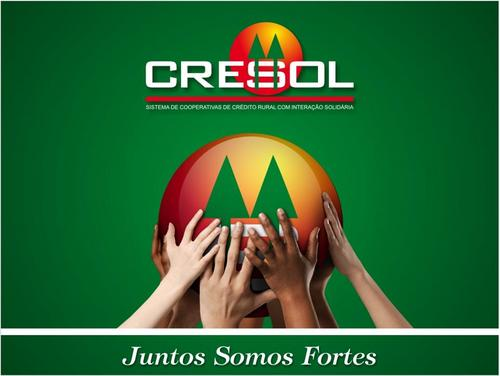 CRESOL
SISTEMA DE COOPERATIVAS DE CRÉDITO RURAL COM INTERAÇÃO SOLIDÁRIA
Juntos Somos Fortes